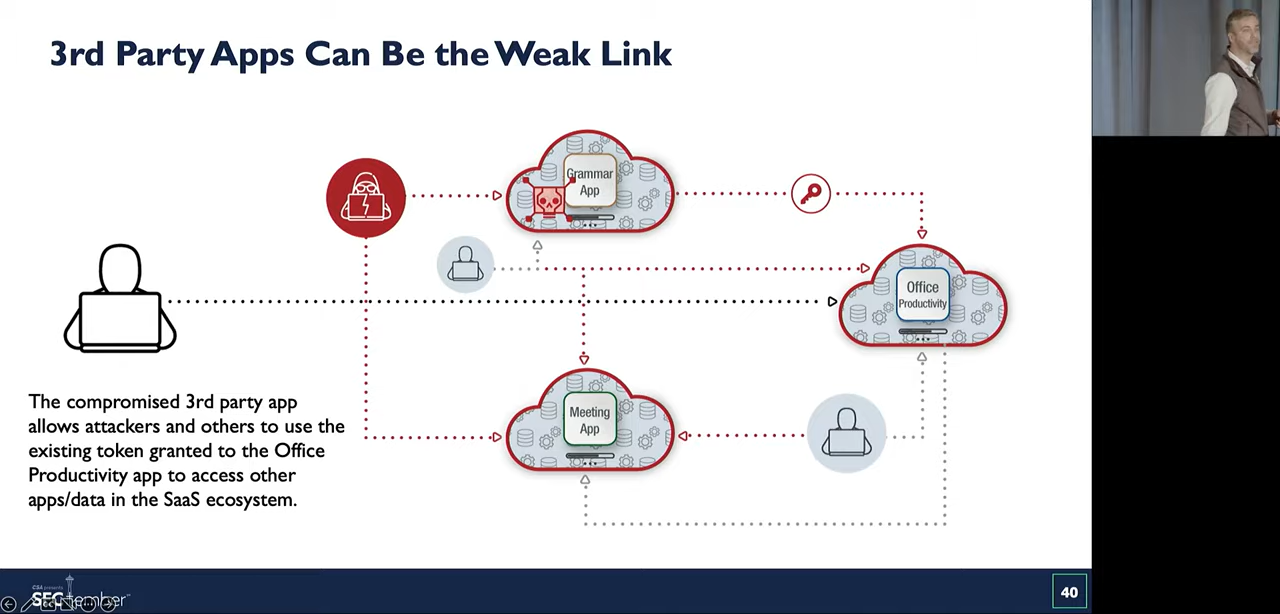 3rd Party Apps Can Be the Weak Link
Grammar
App
Office
Productivity
Meeting
App
The compromised 3rd party app
allows attackers and others to use the
existing token granted to the Office
Productivity app to access other
apps/data in the SaaS ecosystem.
CSA presents
40